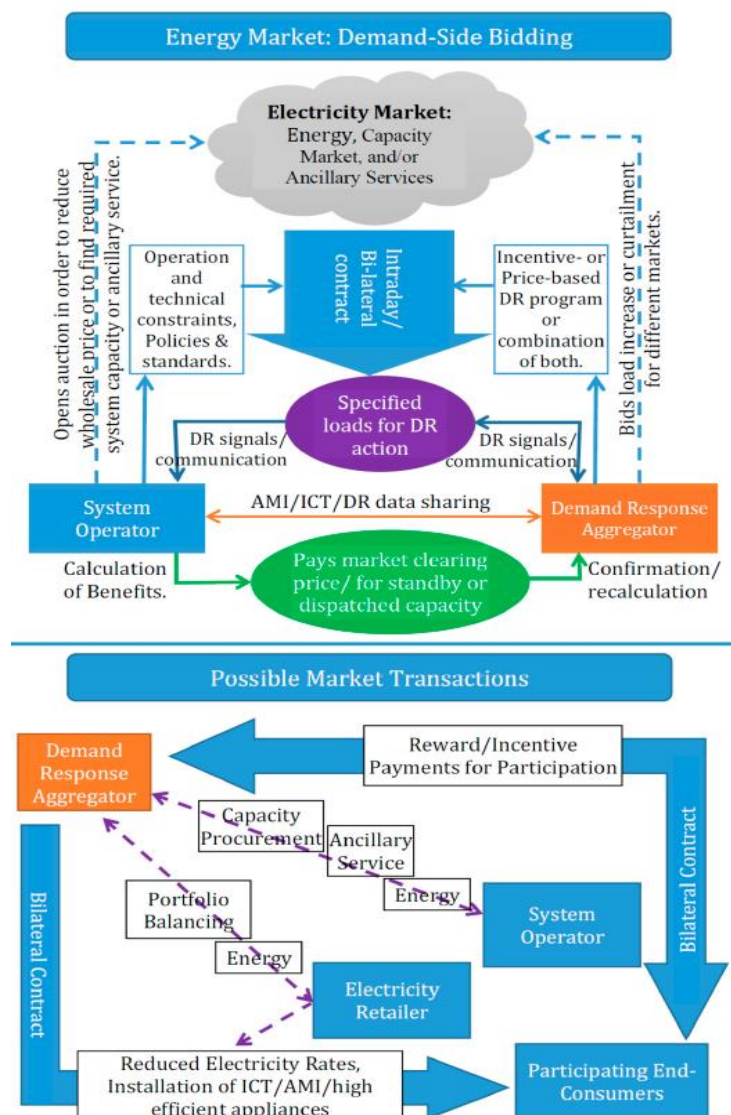 Energy Market: Demand-Side Bidding
Electricity Market:
Energy, Capacity
Market, and/or
Ancillary Services
Opens auction in order to reduce
wholesale price or to find required
system capacity or ancillary service.
Operation
and
technical
constraints,
Policies &
standards.
Intraday/
Bi-lateral
contract
Incentive- or
Price-based
DR program
or
combination
of both.
Bids load increase or curtailment
for different markets.
Specified
loads for DR
action
DR signals/
communication
DR signals/
communication
System
Operator
AMI/ICT/DR data sharing
Demand Response
Aggregator
Calculation
of Benefits.
Pays market clearing
price/ for standby or
dispatched capacity
Confirmation/
recalculation
Possible Market Transactions
Demand
Response
Aggregator
Reward/Incentive
Payments for Participation
Capacity
Procurement
Ancillary
Service
Energy
Portfolio
Balancing
Energy
System
Operator
Electricity
Retailer
Bilateral Contract
Bilateral Contract
Reduced Electricity Rates,
Installation of ICT/AMI/high
efficient appliances
Participating End-
Consumers